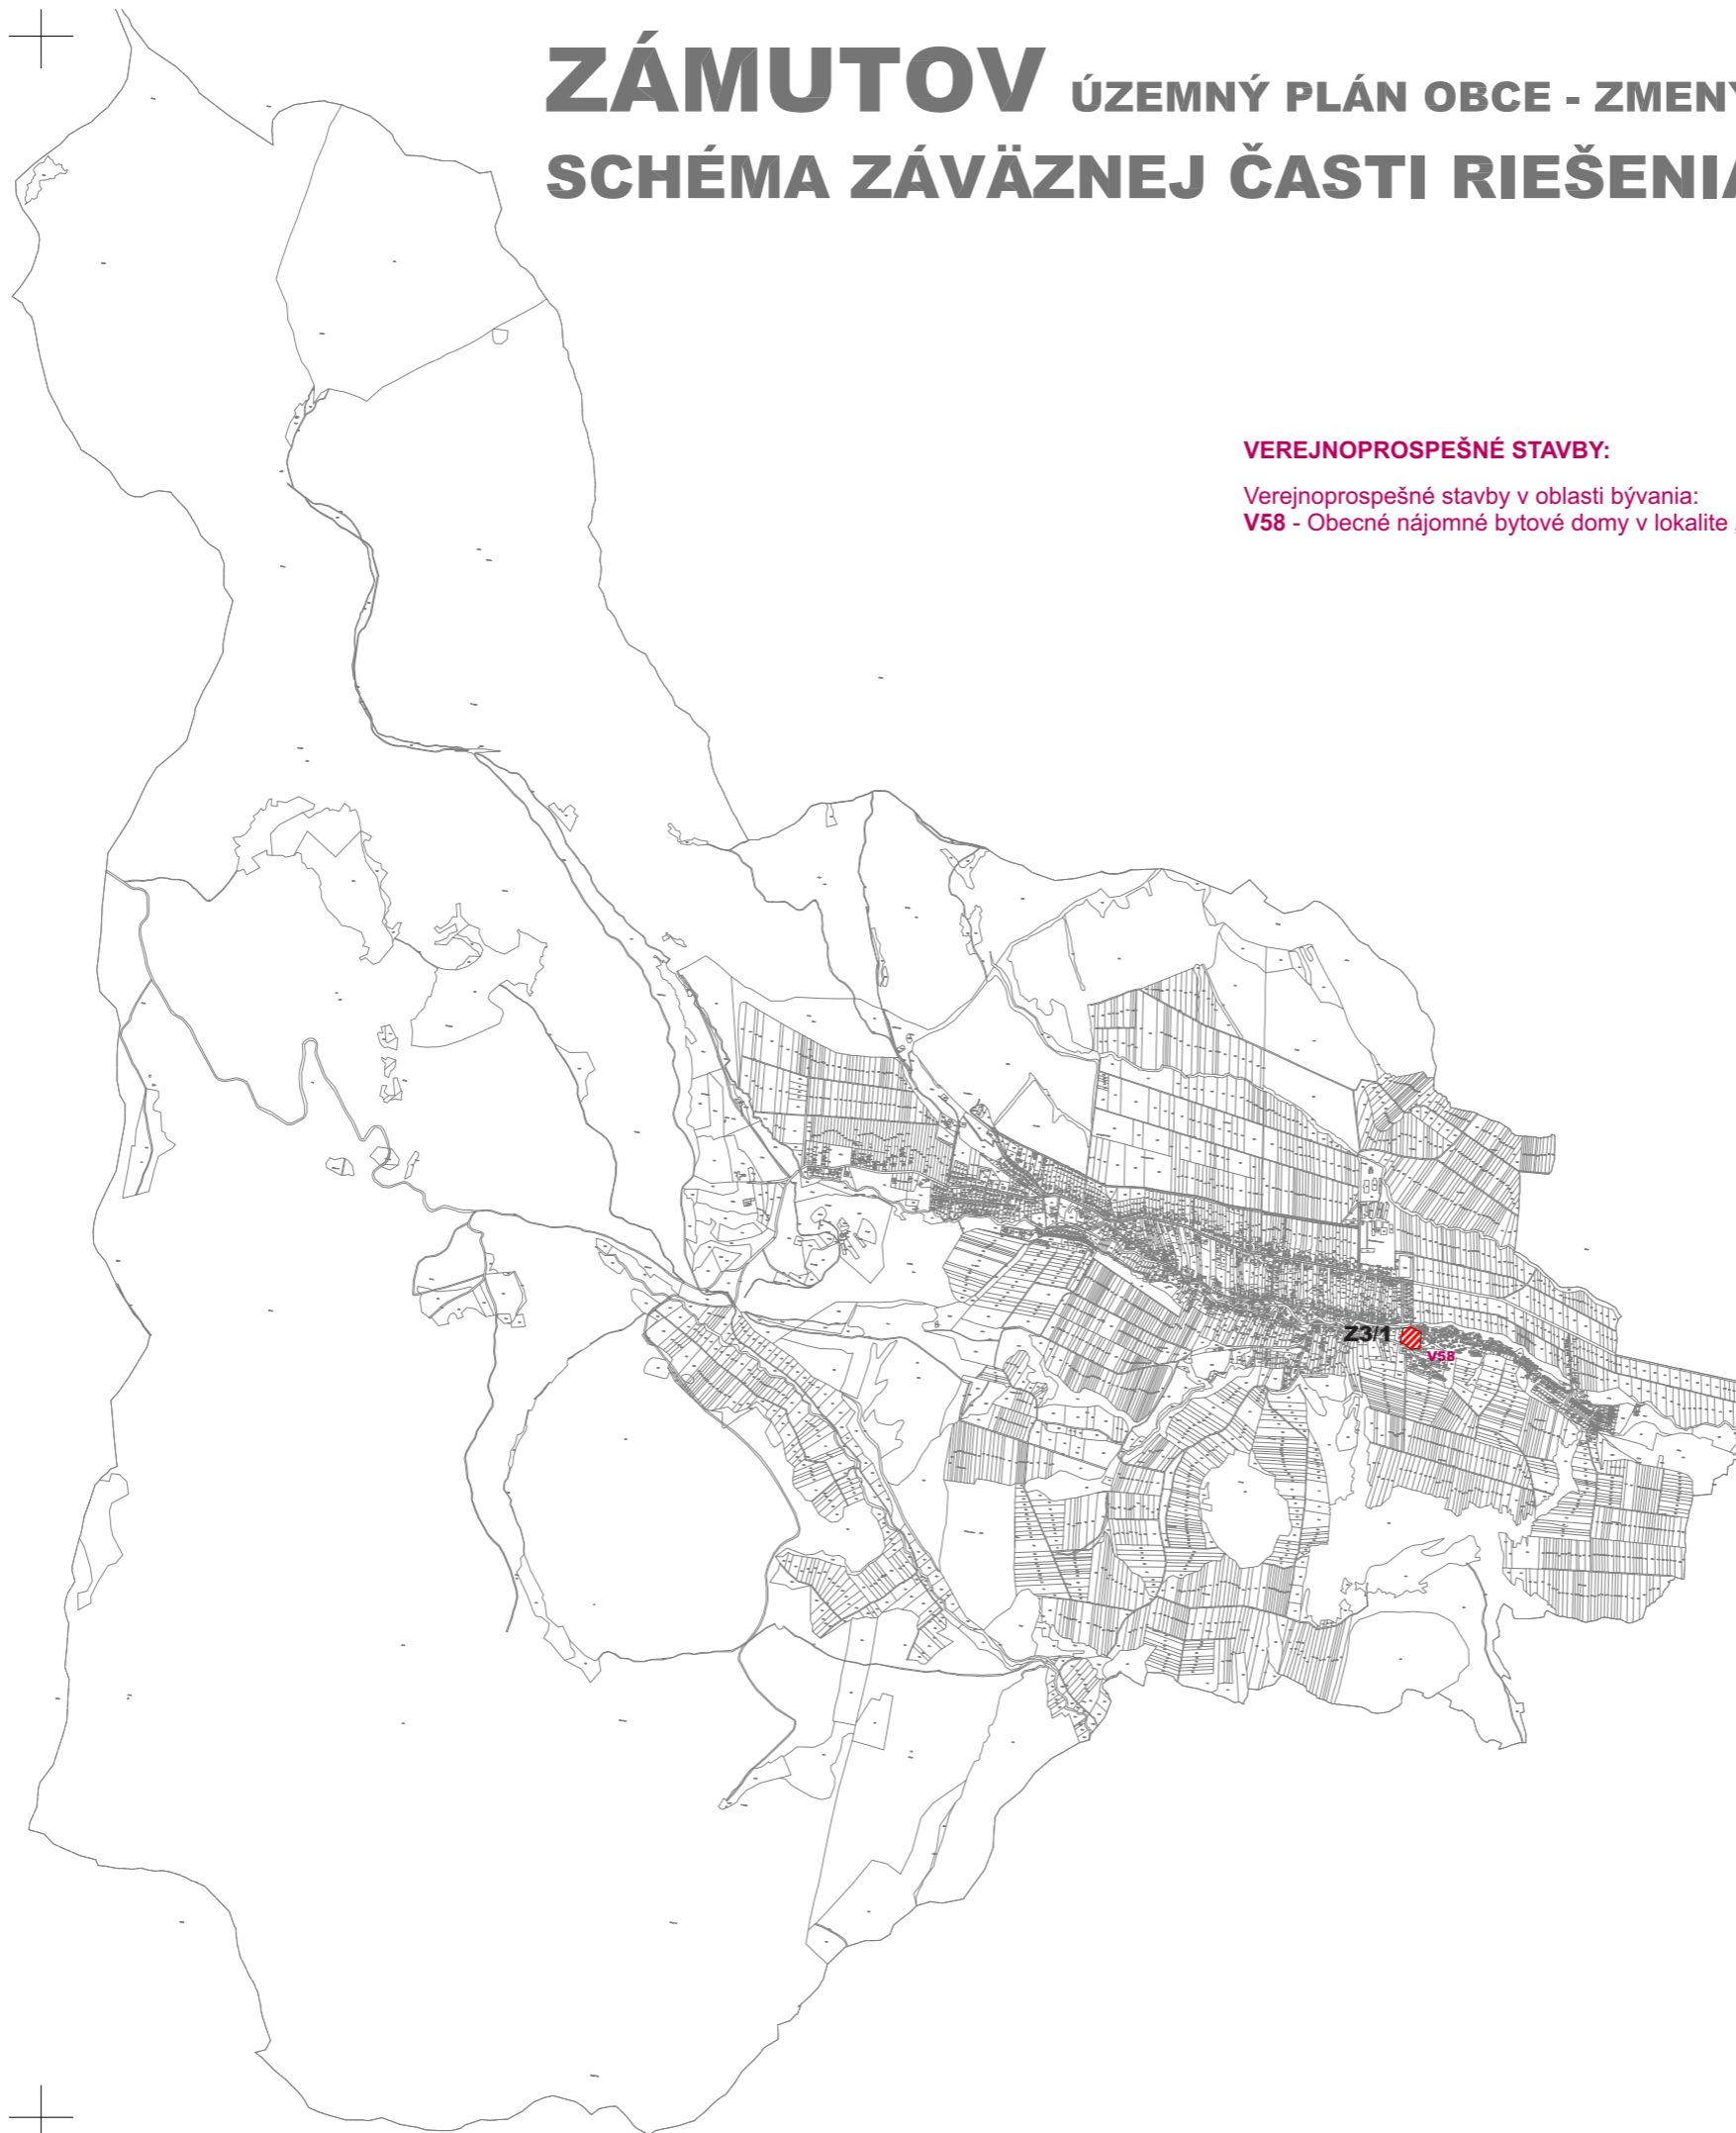 ZÁMUTOV ÚZEMNÝ PLÁN OBCE - ZMENY
SCHÉMA ZÁVÄZNEJ ČASTI RIEŠENIA
VEREJNOPROSPEŠNÉ STAVBY:
Verejnoprospešné stavby v oblasti bývania:
V58 - Obecné nájomné bytové domy v lokalite
Z3/1
V58